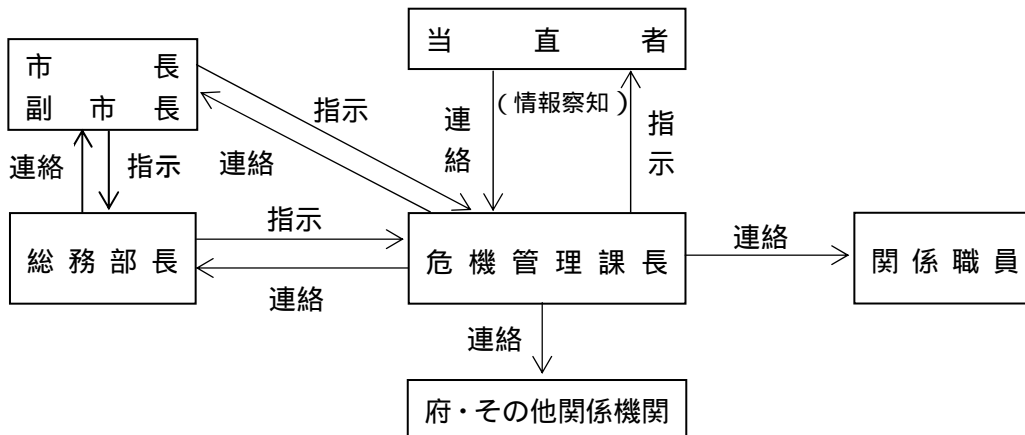 当直者
市長
副市長
指示
連絡
連絡
(情報察知)
指示
連絡
指示
連絡
総務部長
指示
連絡
危機管理課長
連絡
関係職員
連絡
府・その他関係機関